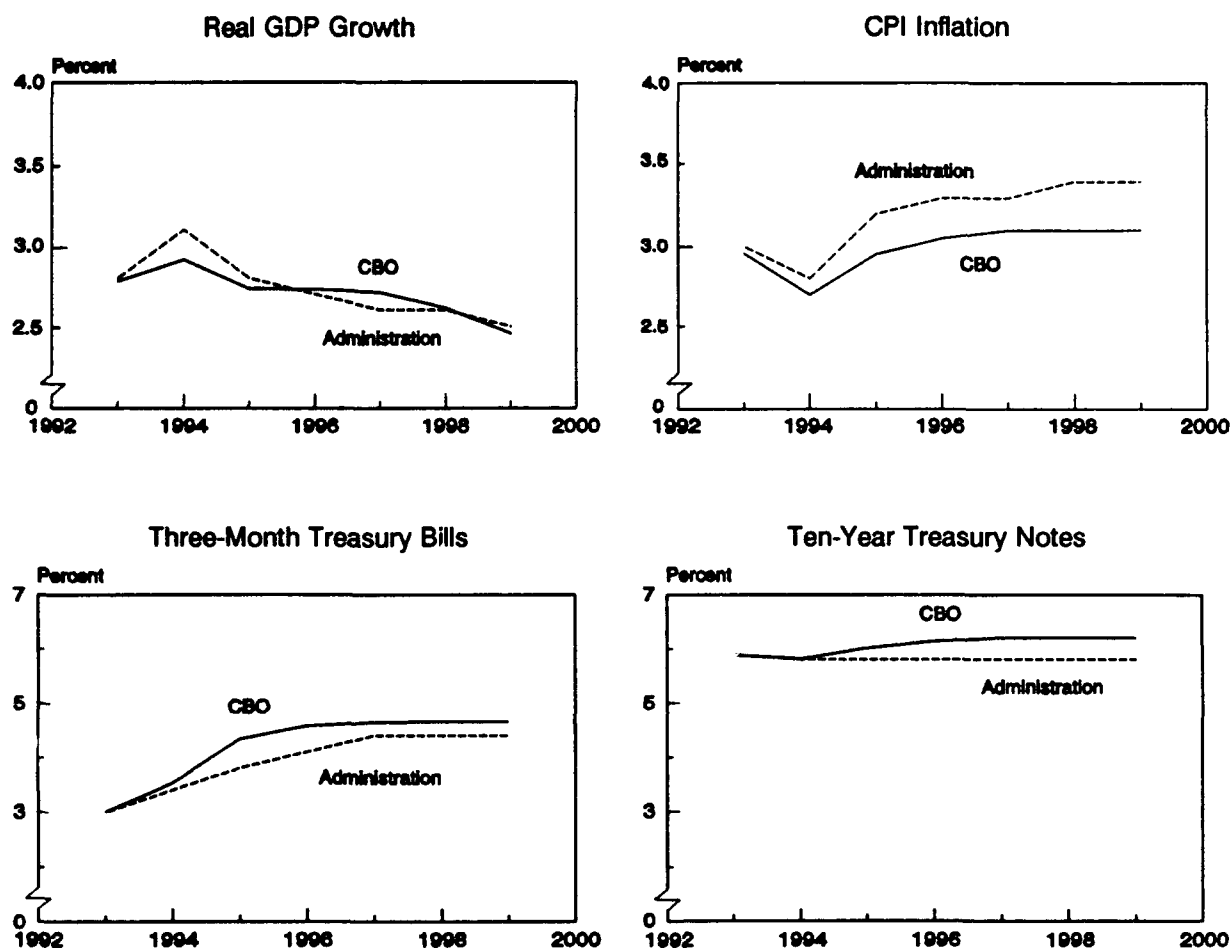 Real GDP Growth
Percent
4.0
3.5
3.0
2.5
0
CBO
Administration
1992 1994 1996 1998 2000
CPI Inflation
Percent
4.0
3.5
3.0
2.5
0
Administration
CBO
1992 1994 1996 1998 2000
Three-Month Treasury Bills
Percent
7
5
3
0
CBO
Administration
1992 1994 1996 1998 2000
Ten-Year Treasury Notes
Percent
7
5
3
0
CBO
Administration
1992 1994 1996 1998 2000